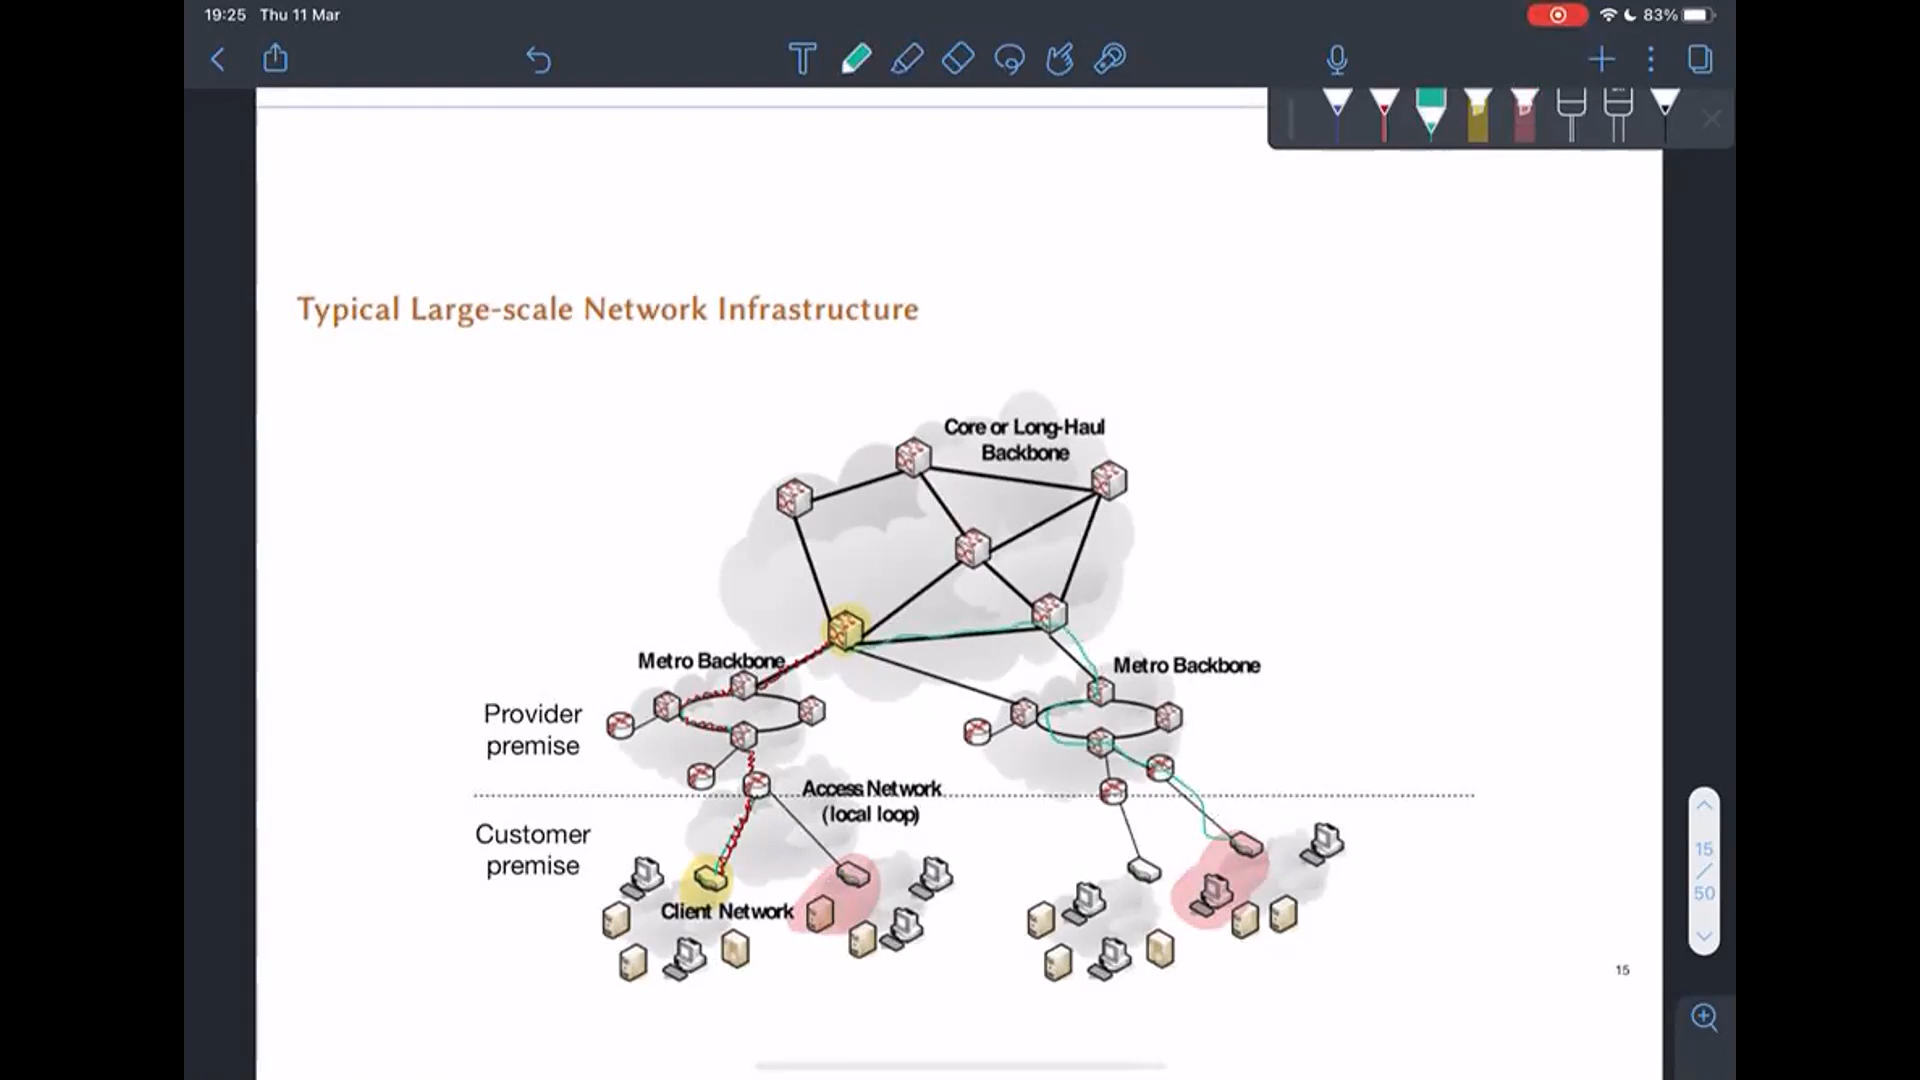 19:25 Thu 11 Mar
83%
Typical Large-scale Network Infrastructure
Core or Long-Haul
Backbone
Metro Backbone
Metro Backbone
Provider
premise
Access Network
(local loop)
Customer
premise
Client Network
15
/
50
15